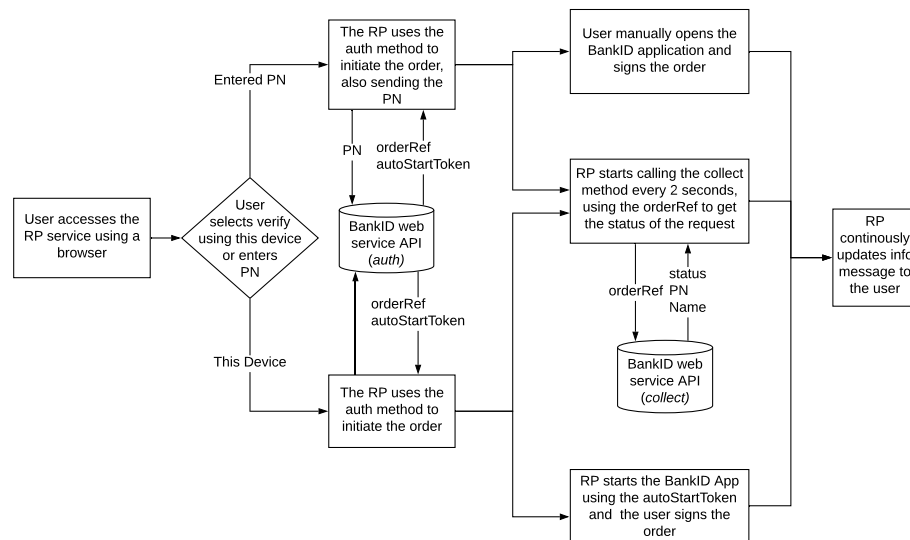 User accesses the
RP service using a
browser
User
selects verify
using this device
or enters
PN
Entered PN
This Device
The RP uses the
auth method to
initiate the order,
also sending the
PN
PN
orderRef
autoStartToken
BankID web
service API
(auth)
orderRef
autoStartToken
The RP uses the
auth method to
initiate the order
User manually opens the
BankID application and
signs the order
RP starts calling the collect
method every 2 seconds,
using the orderRef to get
the status of the request
orderRef
status
PN
Name
BankID web
service API
(collect)
RP starts the BankID App
using the autoStartToken
and the user signs the
order
RP
continously
updates info
message to
the user